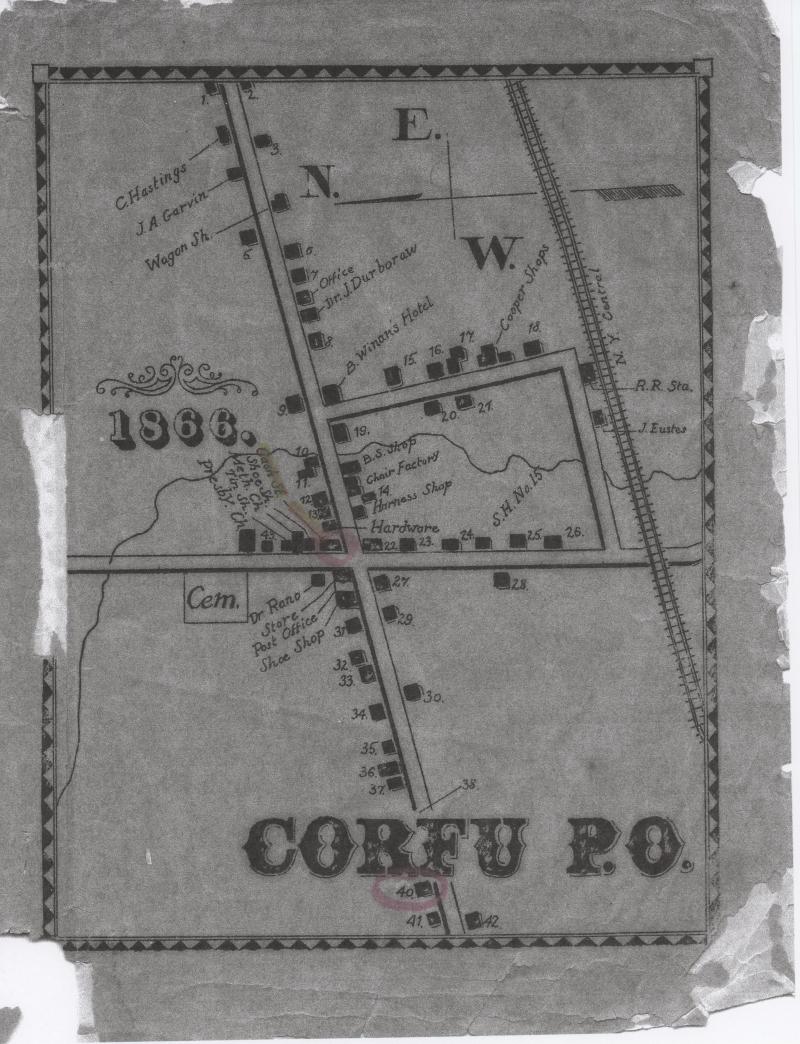 1.
2.
E.
C. Hastings
3.
N.
J. A. Garvin
Wagon Sh.
W.
5.
6.
7
Office
Dr. J. Durboraw
Cooper Shops
N. Y. Central
8
B. Winan's Hotel
15.
16.
17.
18.
R. R. Sta.
9.
20.
21.
1866.
19.
J. Eustes
10.
B. S. Shop
11.
Chair Factory
14.
12.
Harness Shop
13.
Shoe Sh.
Meth. Ch.
Tin. Sh.
Presby. Ch.
Hardware
S. H. No. 15
43.
22.
23.
24.
25.
26.
Cem.
Dr Rano
Store
Post Office
Shoe Shop
27.
28.
29.
31.
32.
33.
30.
34.
35.
36.
37.
38.
CORFU P.O.
40.
41.
42.